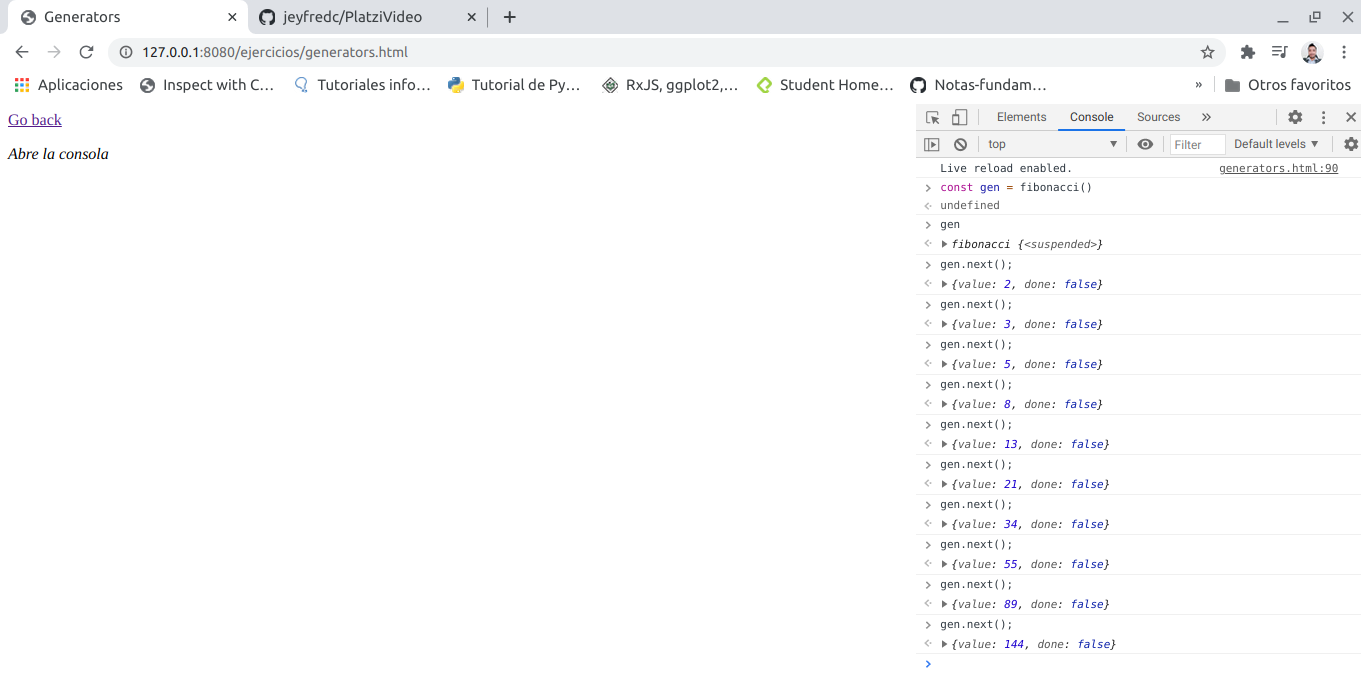 Generators
jeyfredc/PlatziVideo
127.0.0.1:8080/ejercicios/generators.html
Aplicaciones Inspect with C... Tutoriales info... Tutorial de Py... RxJS, ggplot2,... Student Home... Notas-fundam... » Otros favoritos
Go back
Abre la consola
Elements Console Sources »
top Filter Default levels ▼
Live reload enabled. generators.html:90
> const gen = fibonacci()
undefined
> gen
fibonacci {<suspended>}
> gen.next();
{value: 2, done: false}
> gen.next();
{value: 3, done: false}
> gen.next();
{value: 5, done: false}
> gen.next();
{value: 8, done: false}
> gen.next();
{value: 13, done: false}
> gen.next();
{value: 21, done: false}
> gen.next();
{value: 34, done: false}
> gen.next();
{value: 55, done: false}
> gen.next();
{value: 89, done: false}
> gen.next();
{value: 144, done: false}
>